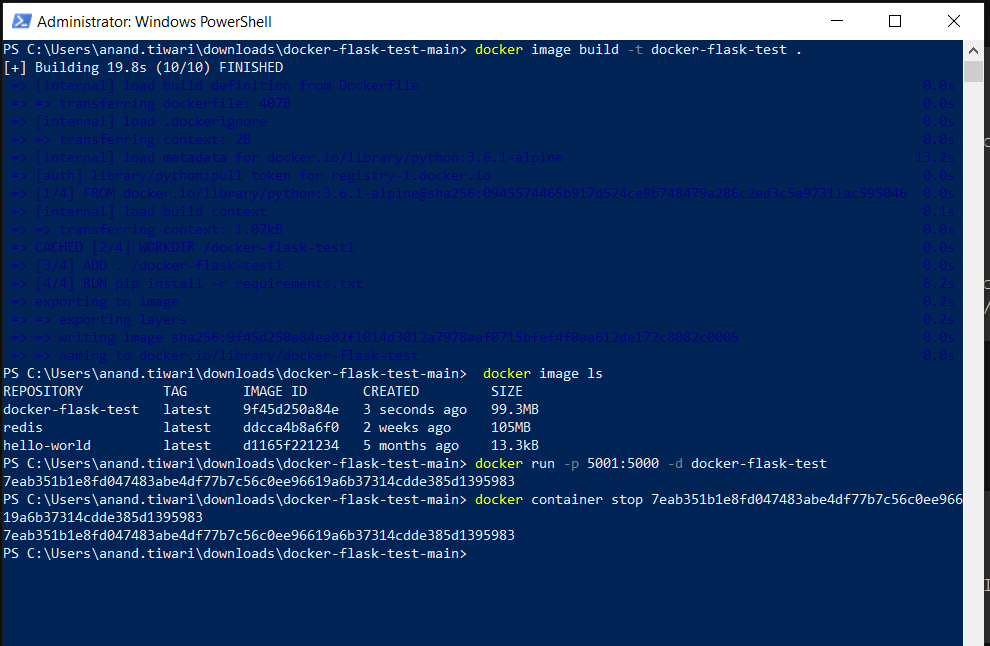 Administrator: Windows PowerShell
PS C:\Users\anand.tiwari\downloads\docker-flask-test-main> docker image build -t docker-flask-test .
[+] Building 19.8s (10/10) FINISHED
=> [internal] load build definition from Dockerfile 0.0s
=> => transferring dockerfile: 407B 0.0s
=> [internal] load .dockerignore 0.0s
=> => transferring context: 2B 0.0s
=> [internal] load metadata for docker.io/library/python:3.6.1-alpine 13.2s
=> [auth] library/python:pull token for registry-1.docker.io 0.0s
=> [1/4] FROM docker.io/library/python:3.6.1-alpine@sha256:0945574465b917d524ce9b748479a286c2ed3c5a97311ac595046 0.0s
=> [internal] load build context 0.1s
=> => transferring context: 1.07kB 0.0s
=> CACHED [2/4] WORKDIR /docker-flask-test1 0.0s
=> [3/4] ADD . /docker-flask-test1 0.0s
=> [4/4] RUN pip install -r requirements.txt 6.2s
=> exporting to image 0.2s
=> => exporting layers 0.2s
=> => writing image sha256:9f45d250a84ea02f1014d3012a7978aaf0715bfef4f0aa612de172c8082c0005 0.0s
=> => naming to docker.io/library/docker-flask-test 0.0s
PS C:\Users\anand.tiwari\downloads\docker-flask-test-main>  docker image ls
REPOSITORY          TAG       IMAGE ID       CREATED         SIZE
docker-flask-test   latest    9f45d250a84e   3 seconds ago   99.3MB
redis               latest    ddcca4b8a6f0   2 weeks ago     105MB
hello-world         latest    d1165f221234   5 months ago    13.3kB
PS C:\Users\anand.tiwari\downloads\docker-flask-test-main> docker run -p 5001:5000 -d docker-flask-test
7eab351b1e8fd047483abe4df77b7c56c0ee96619a6b37314cdde385d1395983
PS C:\Users\anand.tiwari\downloads\docker-flask-test-main> docker container stop 7eab351b1e8fd047483abe4df77b7c56c0ee966
19a6b37314cdde385d1395983
7eab351b1e8fd047483abe4df77b7c56c0ee96619a6b37314cdde385d1395983
PS C:\Users\anand.tiwari\downloads\docker-flask-test-main>